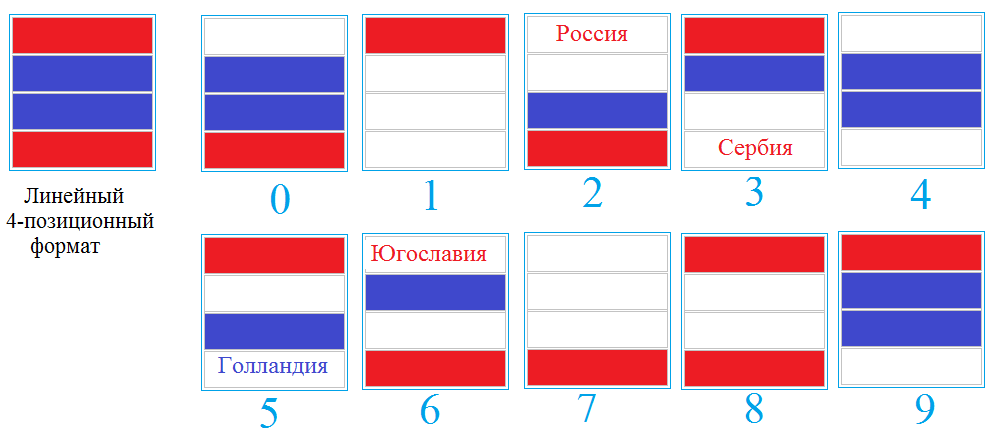 Россия
Сербия
Линейный
4-позиционный
формат
0
1
2
3
4
Югославия
Голландия
5
6
7
8
9